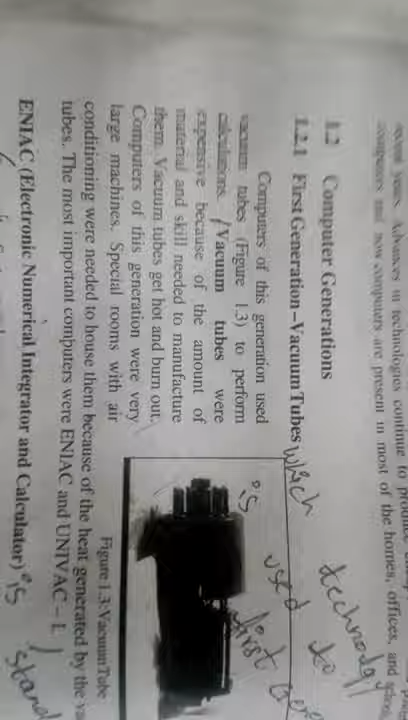 recent years. Advances in technologies continue to produce
computers and now computers are present in most of the homes, offices, and schools
1.2 Computer Generations
1.2.1 First Generation – Vacuum Tubes
Computers of this generation used
vacuum tubes (Figure 1.3) to perform
calculations. Vacuum tubes were
expensive because of the amount of
material and skill needed to manufacture
them. Vacuum tubes get hot and burn out.
Computers of this generation were very
large machines. Special rooms with air
conditioning were needed to house them because of the heat generated by the
tubes. The most important computers were ENIAC and UNIVAC – I.
ENIAC (Electronic Numerical Integrator and Calculator)
Figure 1.3: Vacuum Tube
which technology
is used to
first
is stand